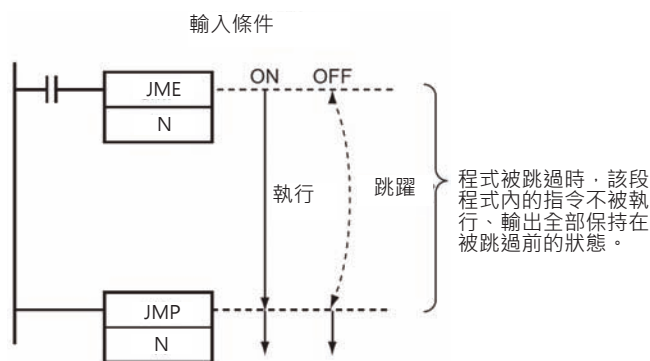 輸入條件
ON OFF
JME
N
執行
跳躍
程式被跳過時，該段
程式內的指令不被執
行、輸出全部保持在
被跳過前的狀態。
JMP
N